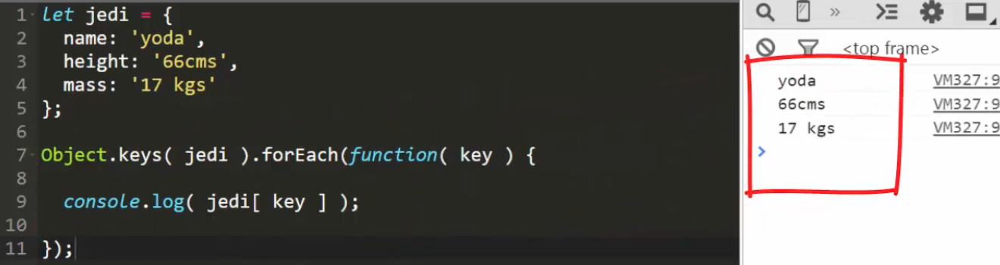 1 let jedi = {
2 name: 'yoda',
3 height: '66cms',
4 mass: '17 kgs'
5 };
6
7 Object.keys( jedi ).forEach(function( key ) {
8
9 console.log( jedi[ key ] );
10
11 });
<top frame>
yoda VM327:9
66cms VM327:9
17 kgs VM327:9
>